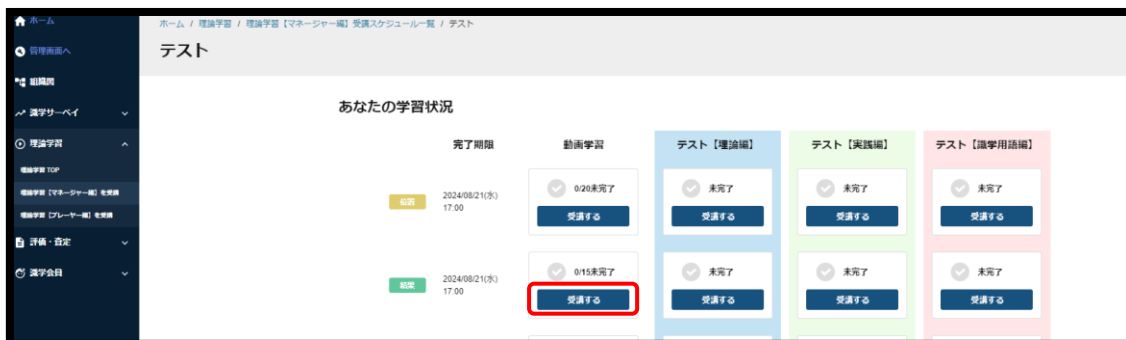 ホーム
管理画面へ
組織図
識学サーベイ
理論学習
理論学習 TOP
理論学習【マネージャー編】を受講
理論学習【プレーヤー編】を受講
評価・査定
識学会員
ホーム / 理論学習 / 理論学習【マネージャー編】受講スケジュール一覧 / テスト
テスト
あなたの学習状況
完了期限 動画学習 テスト【理論編】 テスト【実践編】 テスト【識学用語編】
2024/08/21(水) 17:00
0/20未完了 未完了 未完了 未完了
受講する 受講する 受講する 受講する
結果
2024/08/21(水) 17:00
0/15未完了 未完了 未完了 未完了
受講する 受講する 受講する 受講する